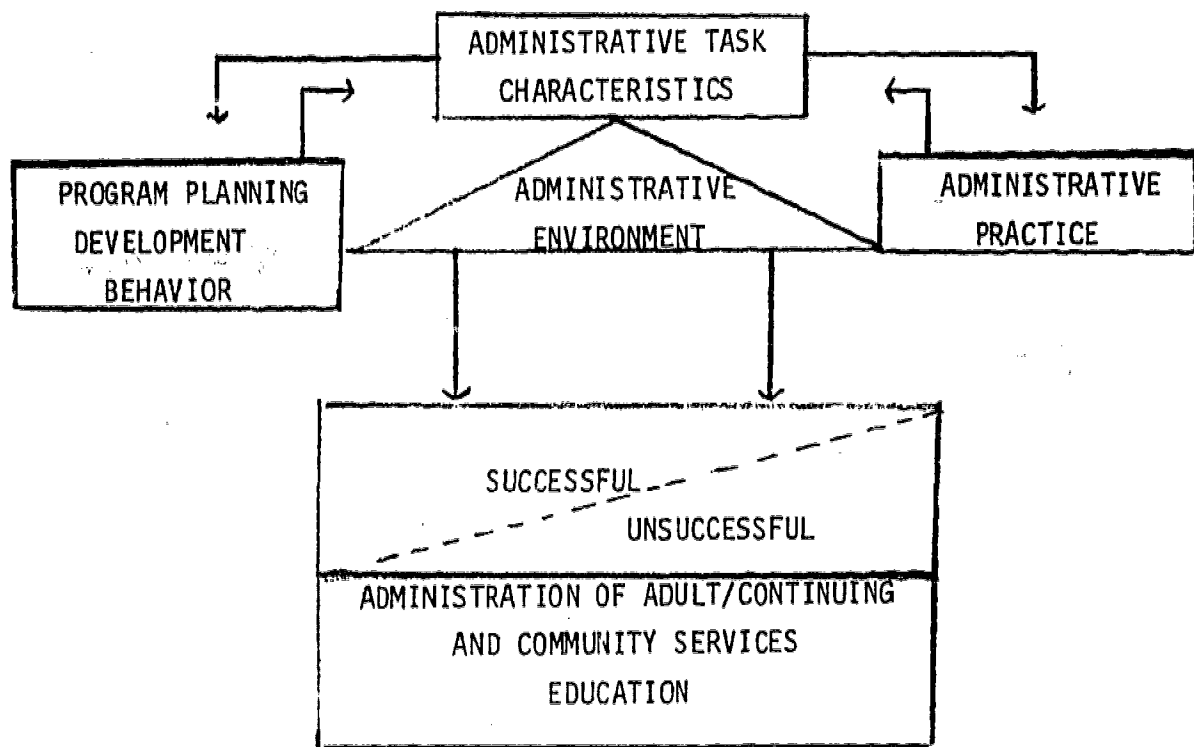 ADMINISTRATIVE TASK
CHARACTERISTICS
PROGRAM PLANNING
DEVELOPMENT
BEHAVIOR
ADMINISTRATIVE
ENVIRONMENT
ADMINISTRATIVE
PRACTICE
SUCCESSFUL
UNSUCCESSFUL
ADMINISTRATION OF ADULT/CONTINUING
AND COMMUNITY SERVICES
EDUCATION